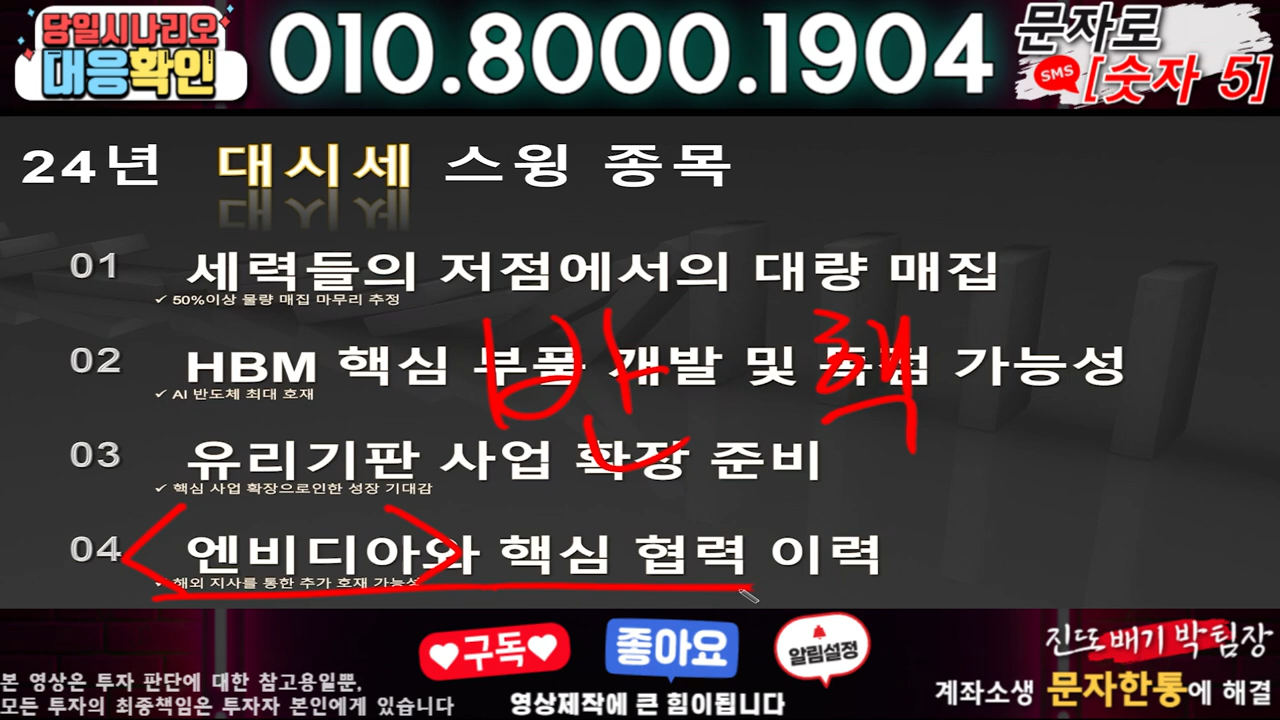 당일시나리오
대응확인
010.8000.1904
문자로
SMS
[숫자 5]
24년 대시세 스윙 종목
01 세력들의 저점에서의 대량 매집
✓ 50%이상 물량 매집 마무리 추정
02 HBM 핵심 부품 개발 및 독점 가능성
✓ AI 반도체 최대 호재
반 핵
03 유리기판 사업 확장 준비
✓ 핵심 사업 확장으로인한 성장 기대감
04 엔비디아와 핵심 협력 이력
✓ 해외 지사를 통한 추가 호재 가능성
구독
좋아요
알림설정
진또배기 박팀장
본 영상은 투자 판단에 대한 참고용일뿐,
모든 투자의 최종책임은 투자자 본인에게 있습니다
영상제작에 큰 힘이됩니다
계좌소생 문자한통에 해결